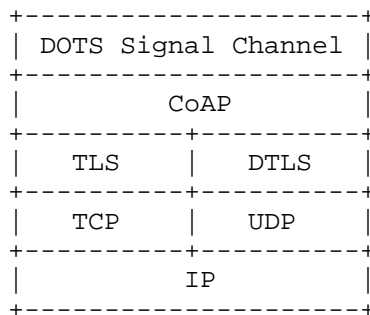 +---------------------+
| DOTS Signal Channel |
+---------------------+
|         CoAP        |
+----------+----------+
|   TLS    |   DTLS   |
+----------+----------+
|   TCP    |   UDP    |
+----------+----------+
|          IP         |
+---------------------+